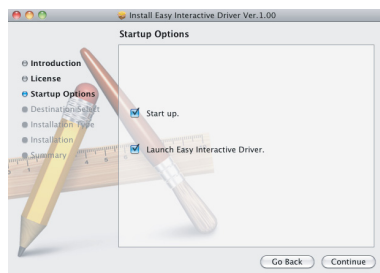 Install Easy Interactive Driver Ver.1.00
Startup Options
Introduction
License
Startup Options
Destination Select
Installation Type
Installation
Summary
Start up.
Launch Easy Interactive Driver.
Go Back
Continue